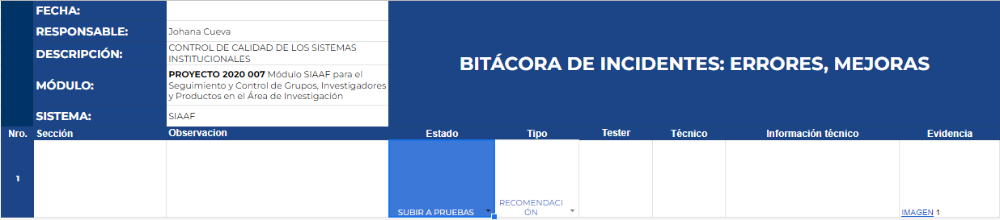 FECHA:
RESPONSABLE: Johana Cueva
DESCRIPCIÓN: CONTROL DE CALIDAD DE LOS SISTEMAS
INSTITUCIONALES
MÓDULO: PROYECTO 2020 007 Módulo SIAAF para el
Seguimiento y Control de Grupos, Investigadores
y Productos en el Área de Investigación
SISTEMA: SIAAF
BITÁCORA DE INCIDENTES: ERRORES, MEJORAS
Nro. Sección Observacion Estado Tipo Tester Técnico Información técnico Evidencia
1 SUBIR A PRUEBAS RECOMENDACI
ÓN IMAGEN 1